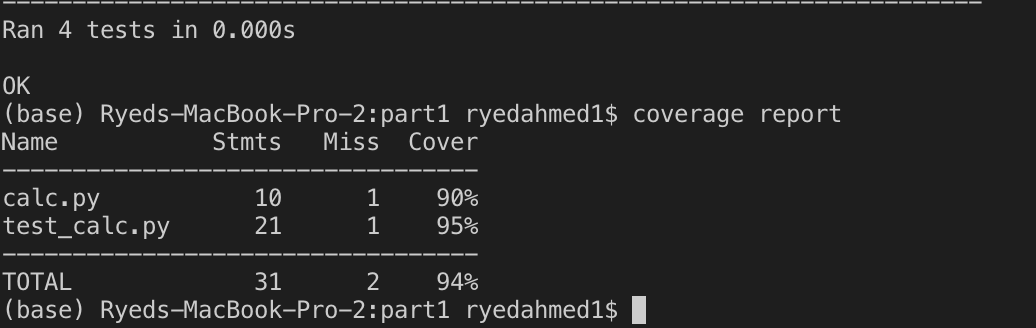 ----------------------------------------------------------------------
Ran 4 tests in 0.000s

OK
(base) Ryeds-MacBook-Pro-2:part1 ryedahmed1$ coverage report
Name           Stmts   Miss  Cover
----------------------------------
calc.py           10      1    90%
test_calc.py      21      1    95%
----------------------------------
TOTAL             31      2    94%
(base) Ryeds-MacBook-Pro-2:part1 ryedahmed1$